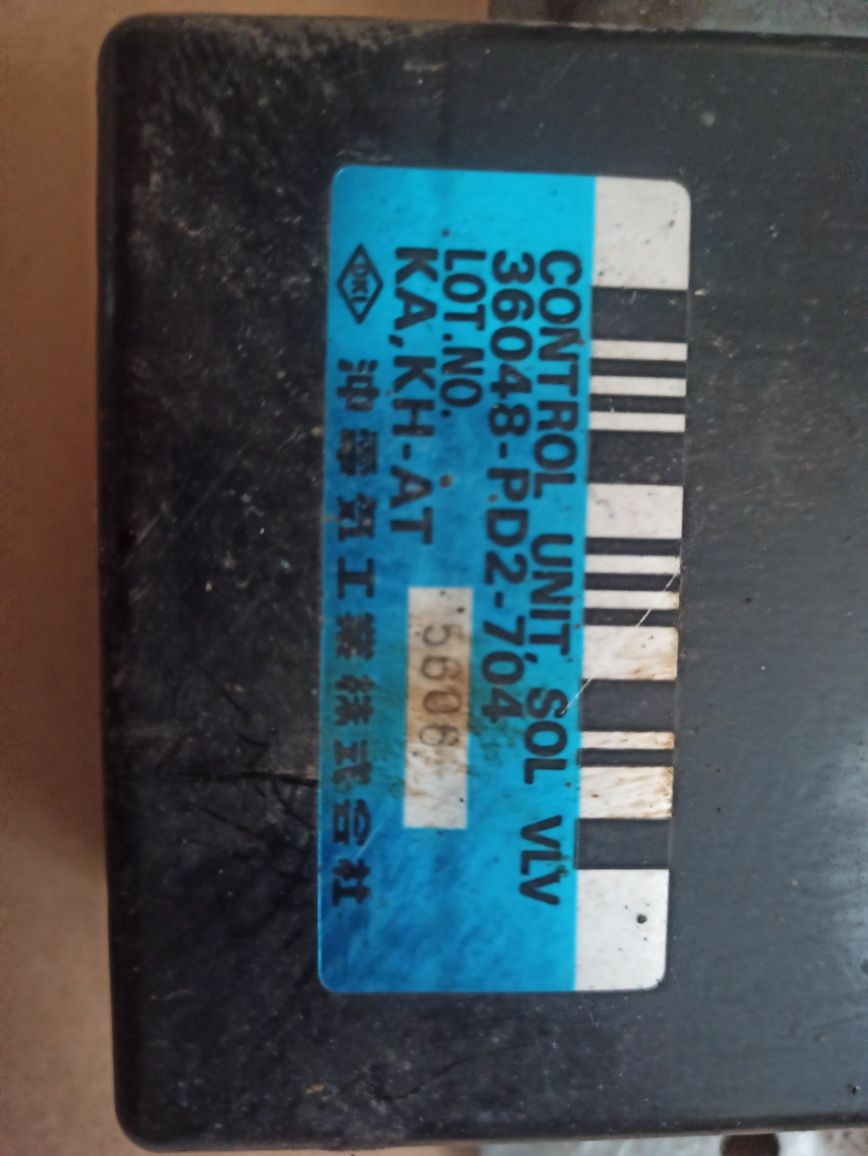 CONTROL UNIT, SOL VLV
36048-PD2-704
LOT.NO.
5606
KA,KH-AT
OKI 沖電気工業株式会社